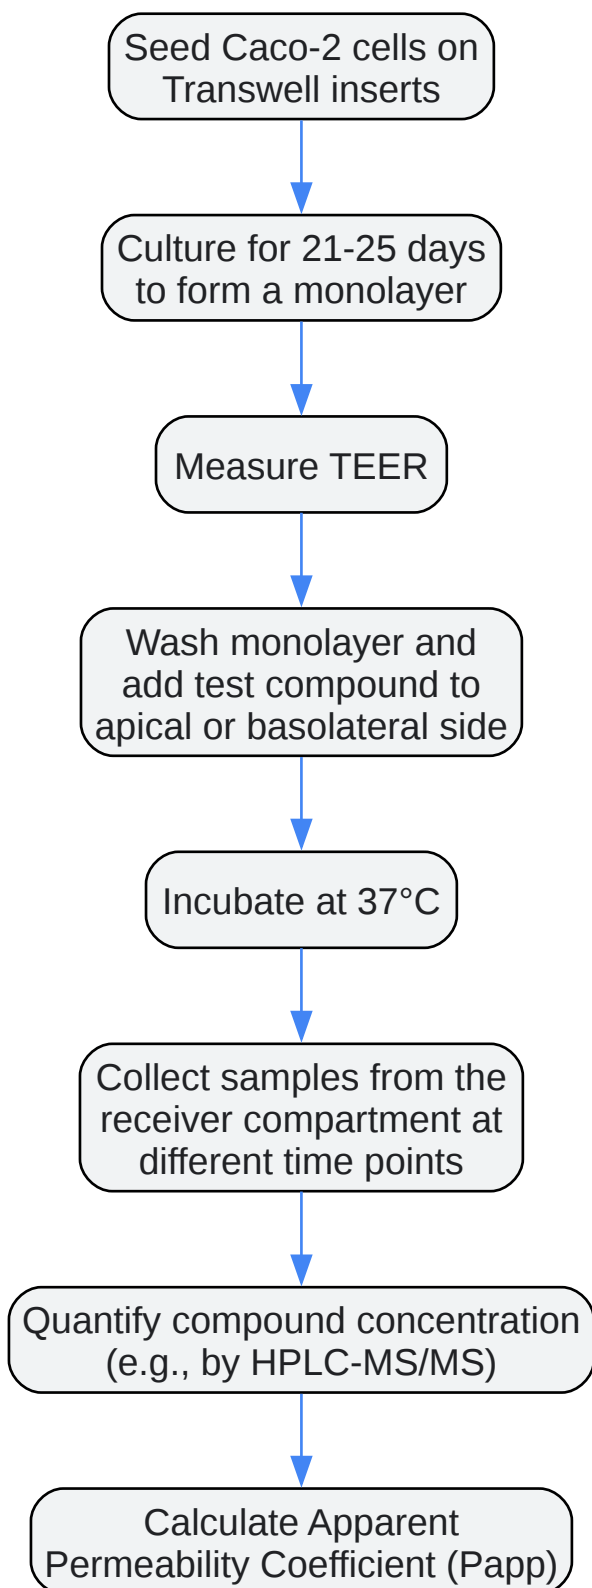 Seed Caco-2 cells on
Transwell inserts
Culture for 21-25 days
to form a monolayer
Measure TEER
Wash monolayer and
add test compound to
apical or basolateral side
Incubate at 37°C
Collect samples from the
receiver compartment at
different time points
Quantify compound concentration
(e.g., by HPLC-MS/MS)
Calculate Apparent
Permeability Coefficient (Papp)